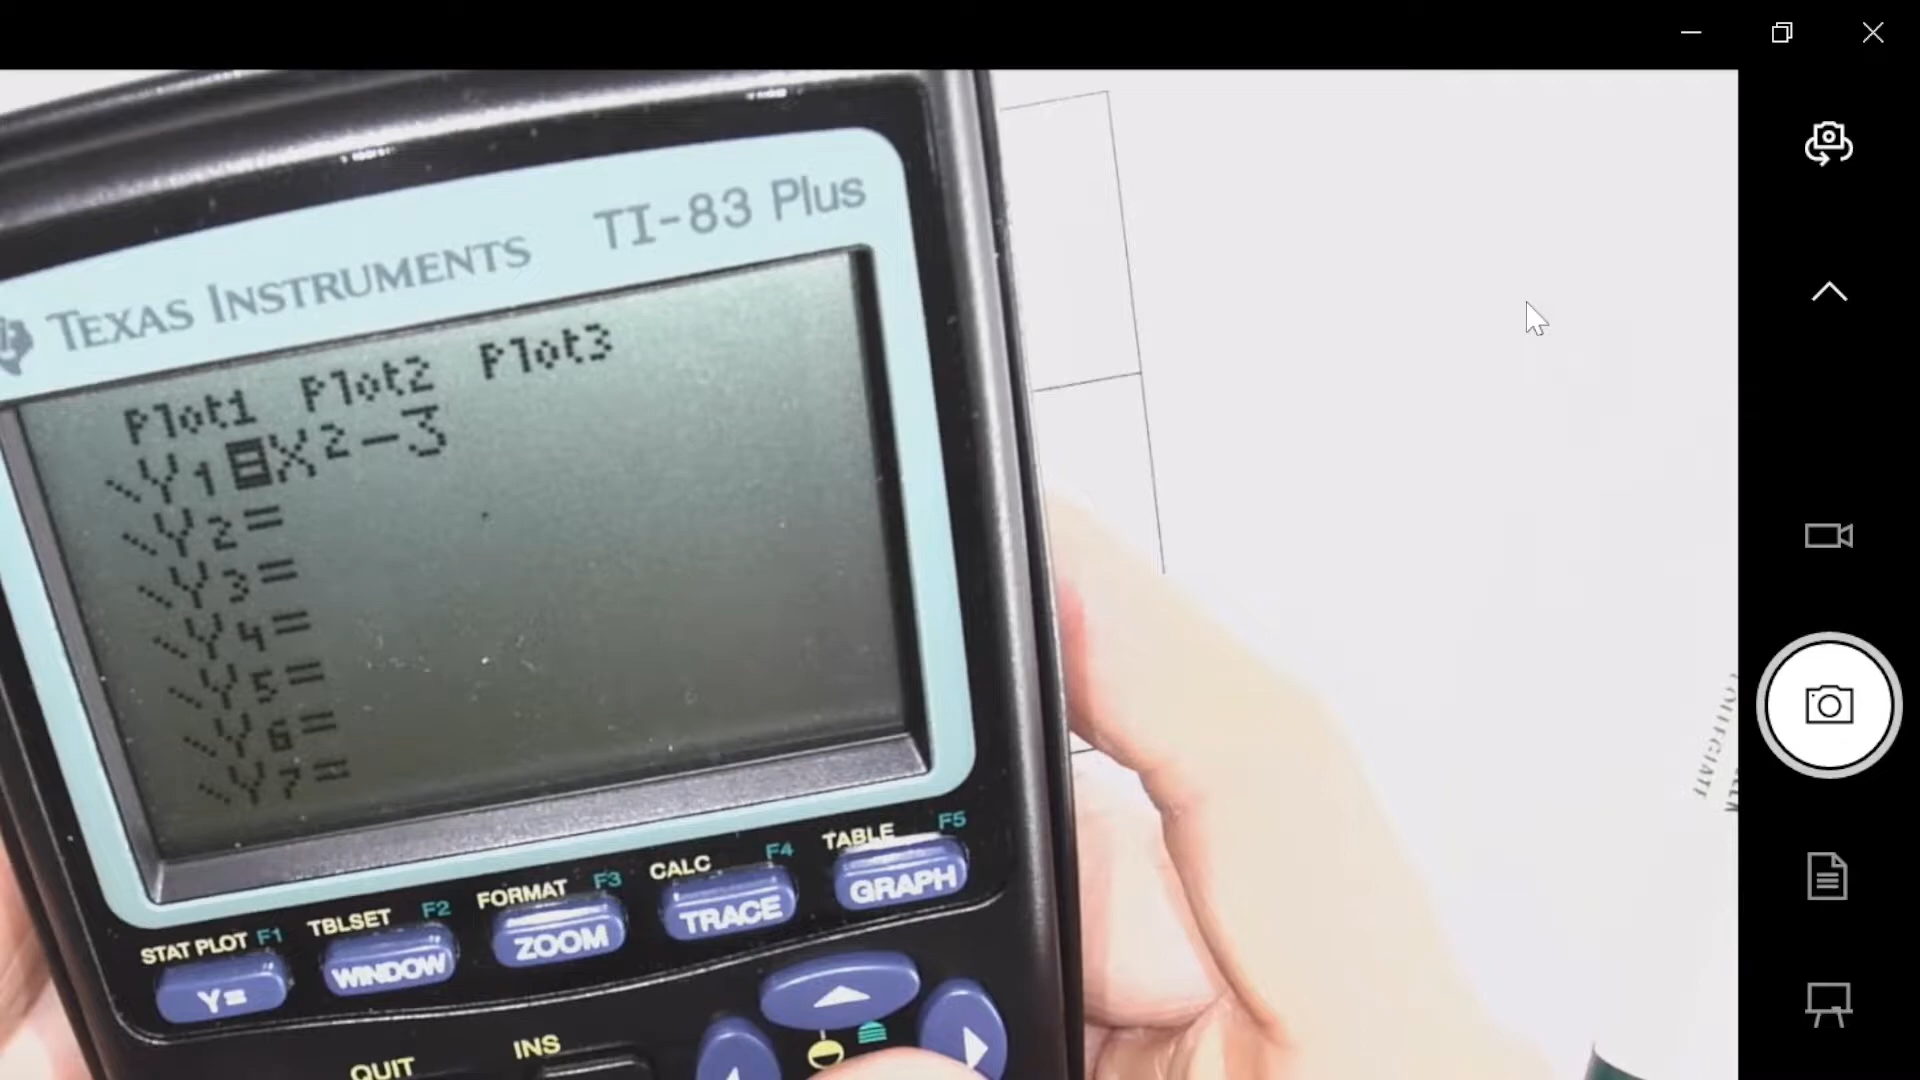 TEXAS INSTRUMENTS TI-83 Plus
Plot1 Plot2 Plot3
\Y1=X²-3
\Y2=
\Y3=
\Y4=
\Y5=
\Y6=
\Y7=
STAT PLOT F1 TBLSET F2 FORMAT F3 CALC F4 TABLE F5
Y= WINDOW ZOOM TRACE GRAPH
QUIT INS
COLLEGIATE